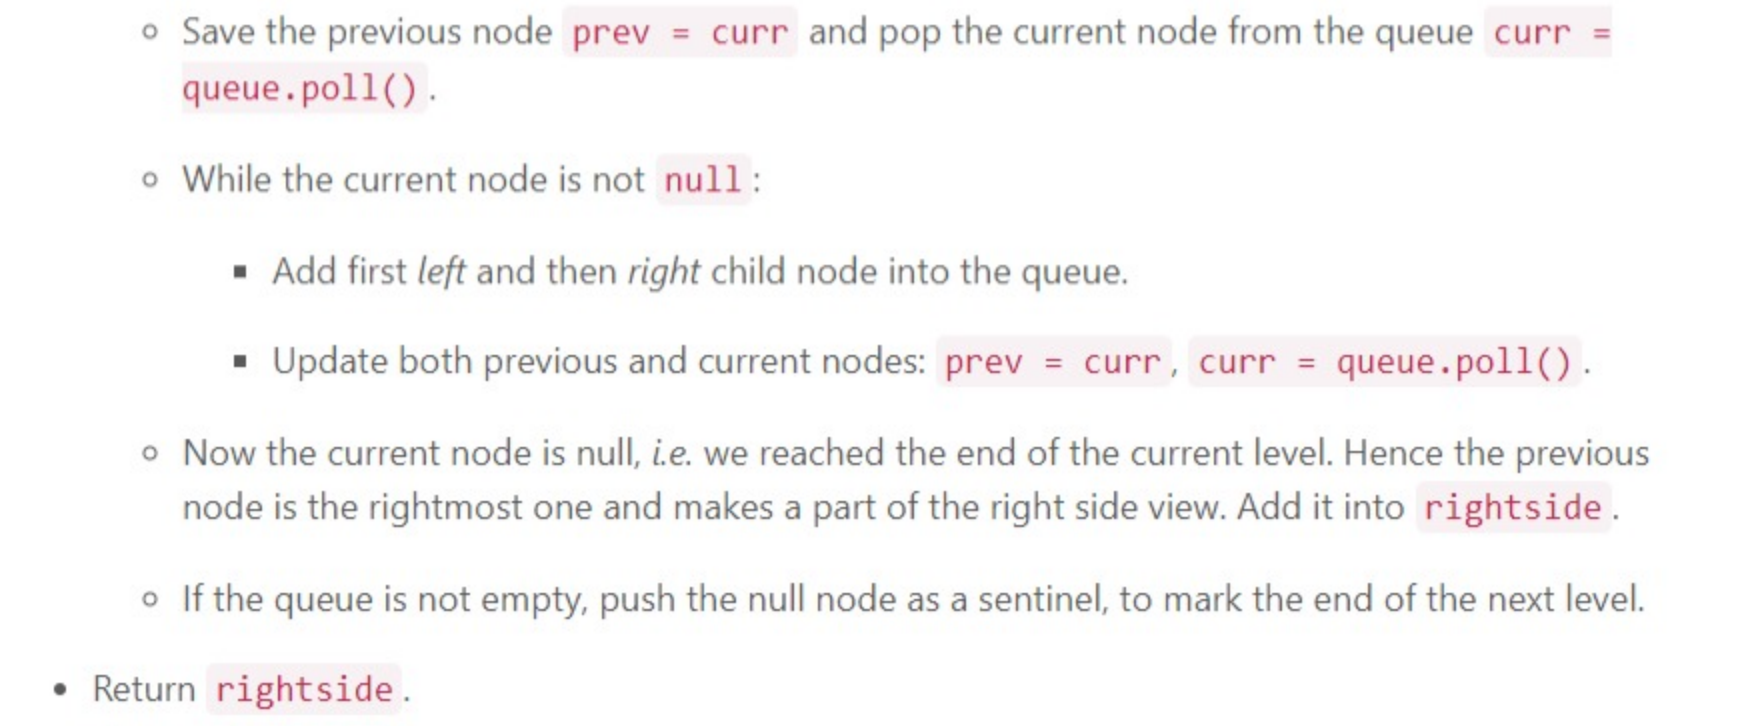 Save the previous node prev = curr and pop the current node from the queue curr =
queue.poll() .
While the current node is not null :
Add first left and then right child node into the queue.
Update both previous and current nodes: prev = curr , curr = queue.poll() .
Now the current node is null, i.e. we reached the end of the current level. Hence the previous
node is the rightmost one and makes a part of the right side view. Add it into rightside .
If the queue is not empty, push the null node as a sentinel, to mark the end of the next level.
Return rightside .